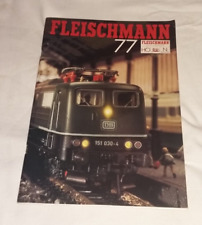 FLEISCHMANN
77
FLEISCHMANN
HO
DB
151 030-4